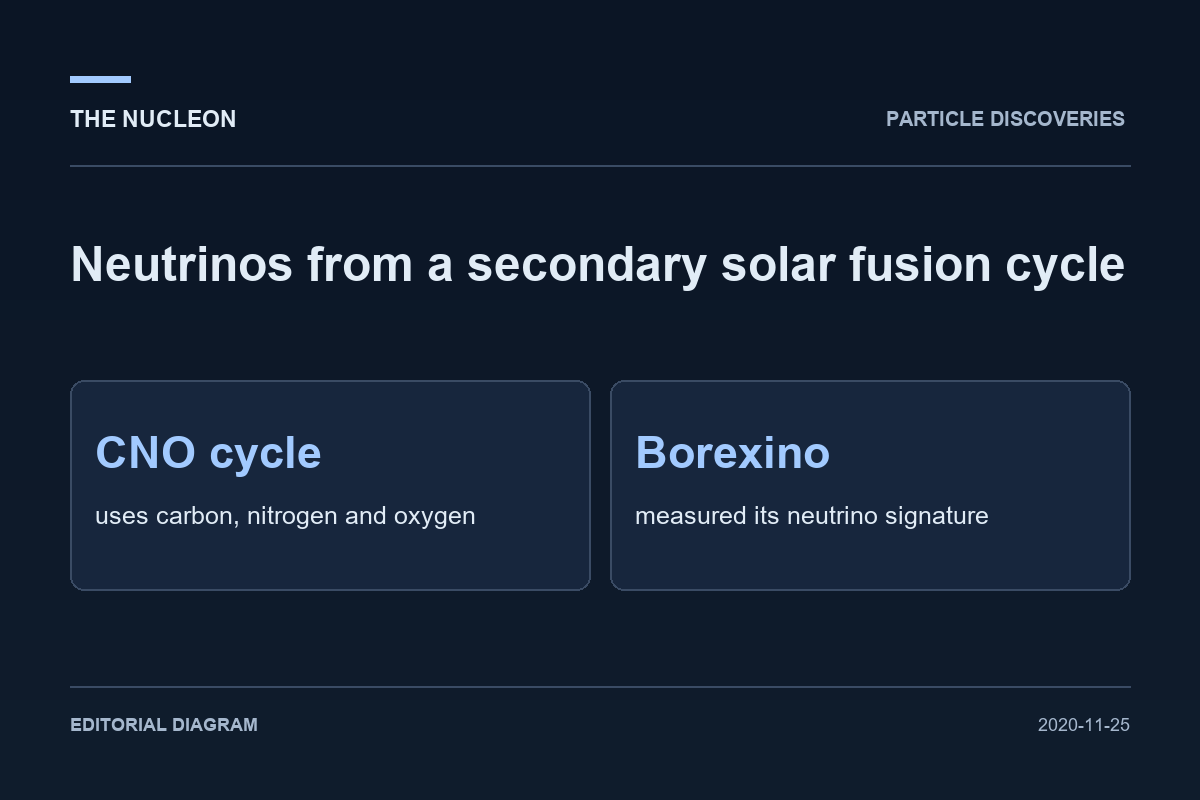 THE NUCLEON
PARTICLE DISCOVERIES
Neutrinos from a secondary solar fusion cycle
CNO cycle
uses carbon, nitrogen and oxygen
Borexino
measured its neutrino signature
EDITORIAL DIAGRAM
2020-11-25